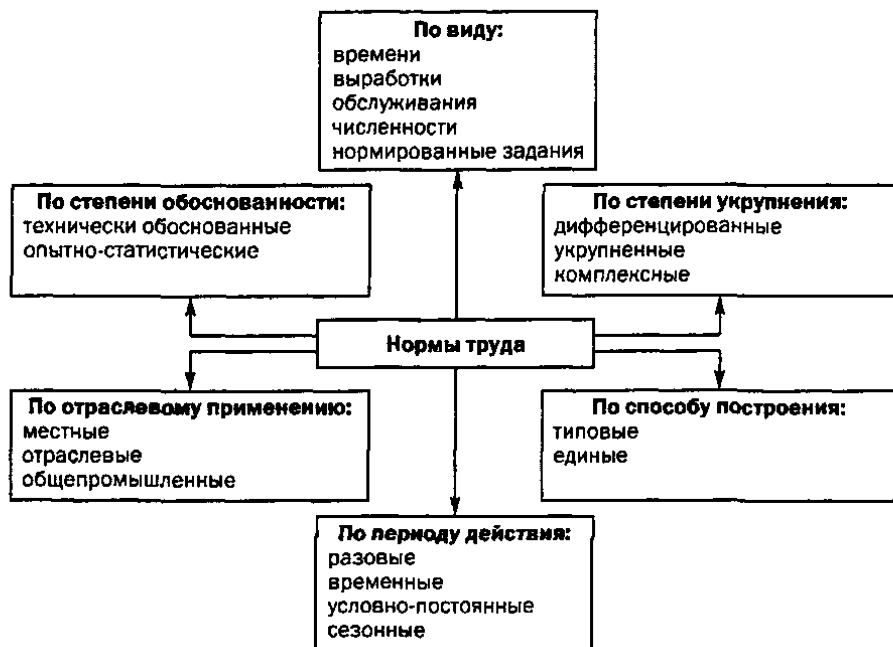 По виду:
времени
выработки
обслуживания
численности
нормированные задания
По степени обоснованности:
технически обоснованные
опытно-статистические
По степени укрупнения:
дифференцированные
укрупненные
комплексные
Нормы труда
По отраслевому применению:
местные
отраслевые
общепромышленные
По способу построения:
типовые
единые
По периоду действия:
разовые
временные
условно-постоянные
сезонные